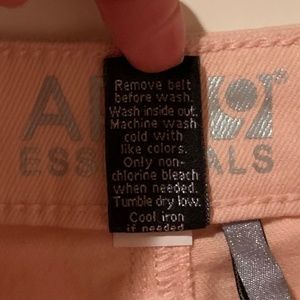 Remove belt
before wash.
Wash inside out.
Machine wash
cold with
like colors.
Only non-
chlorine bleach
when needed.
Tumble dry low.
Cool iron
if needed.